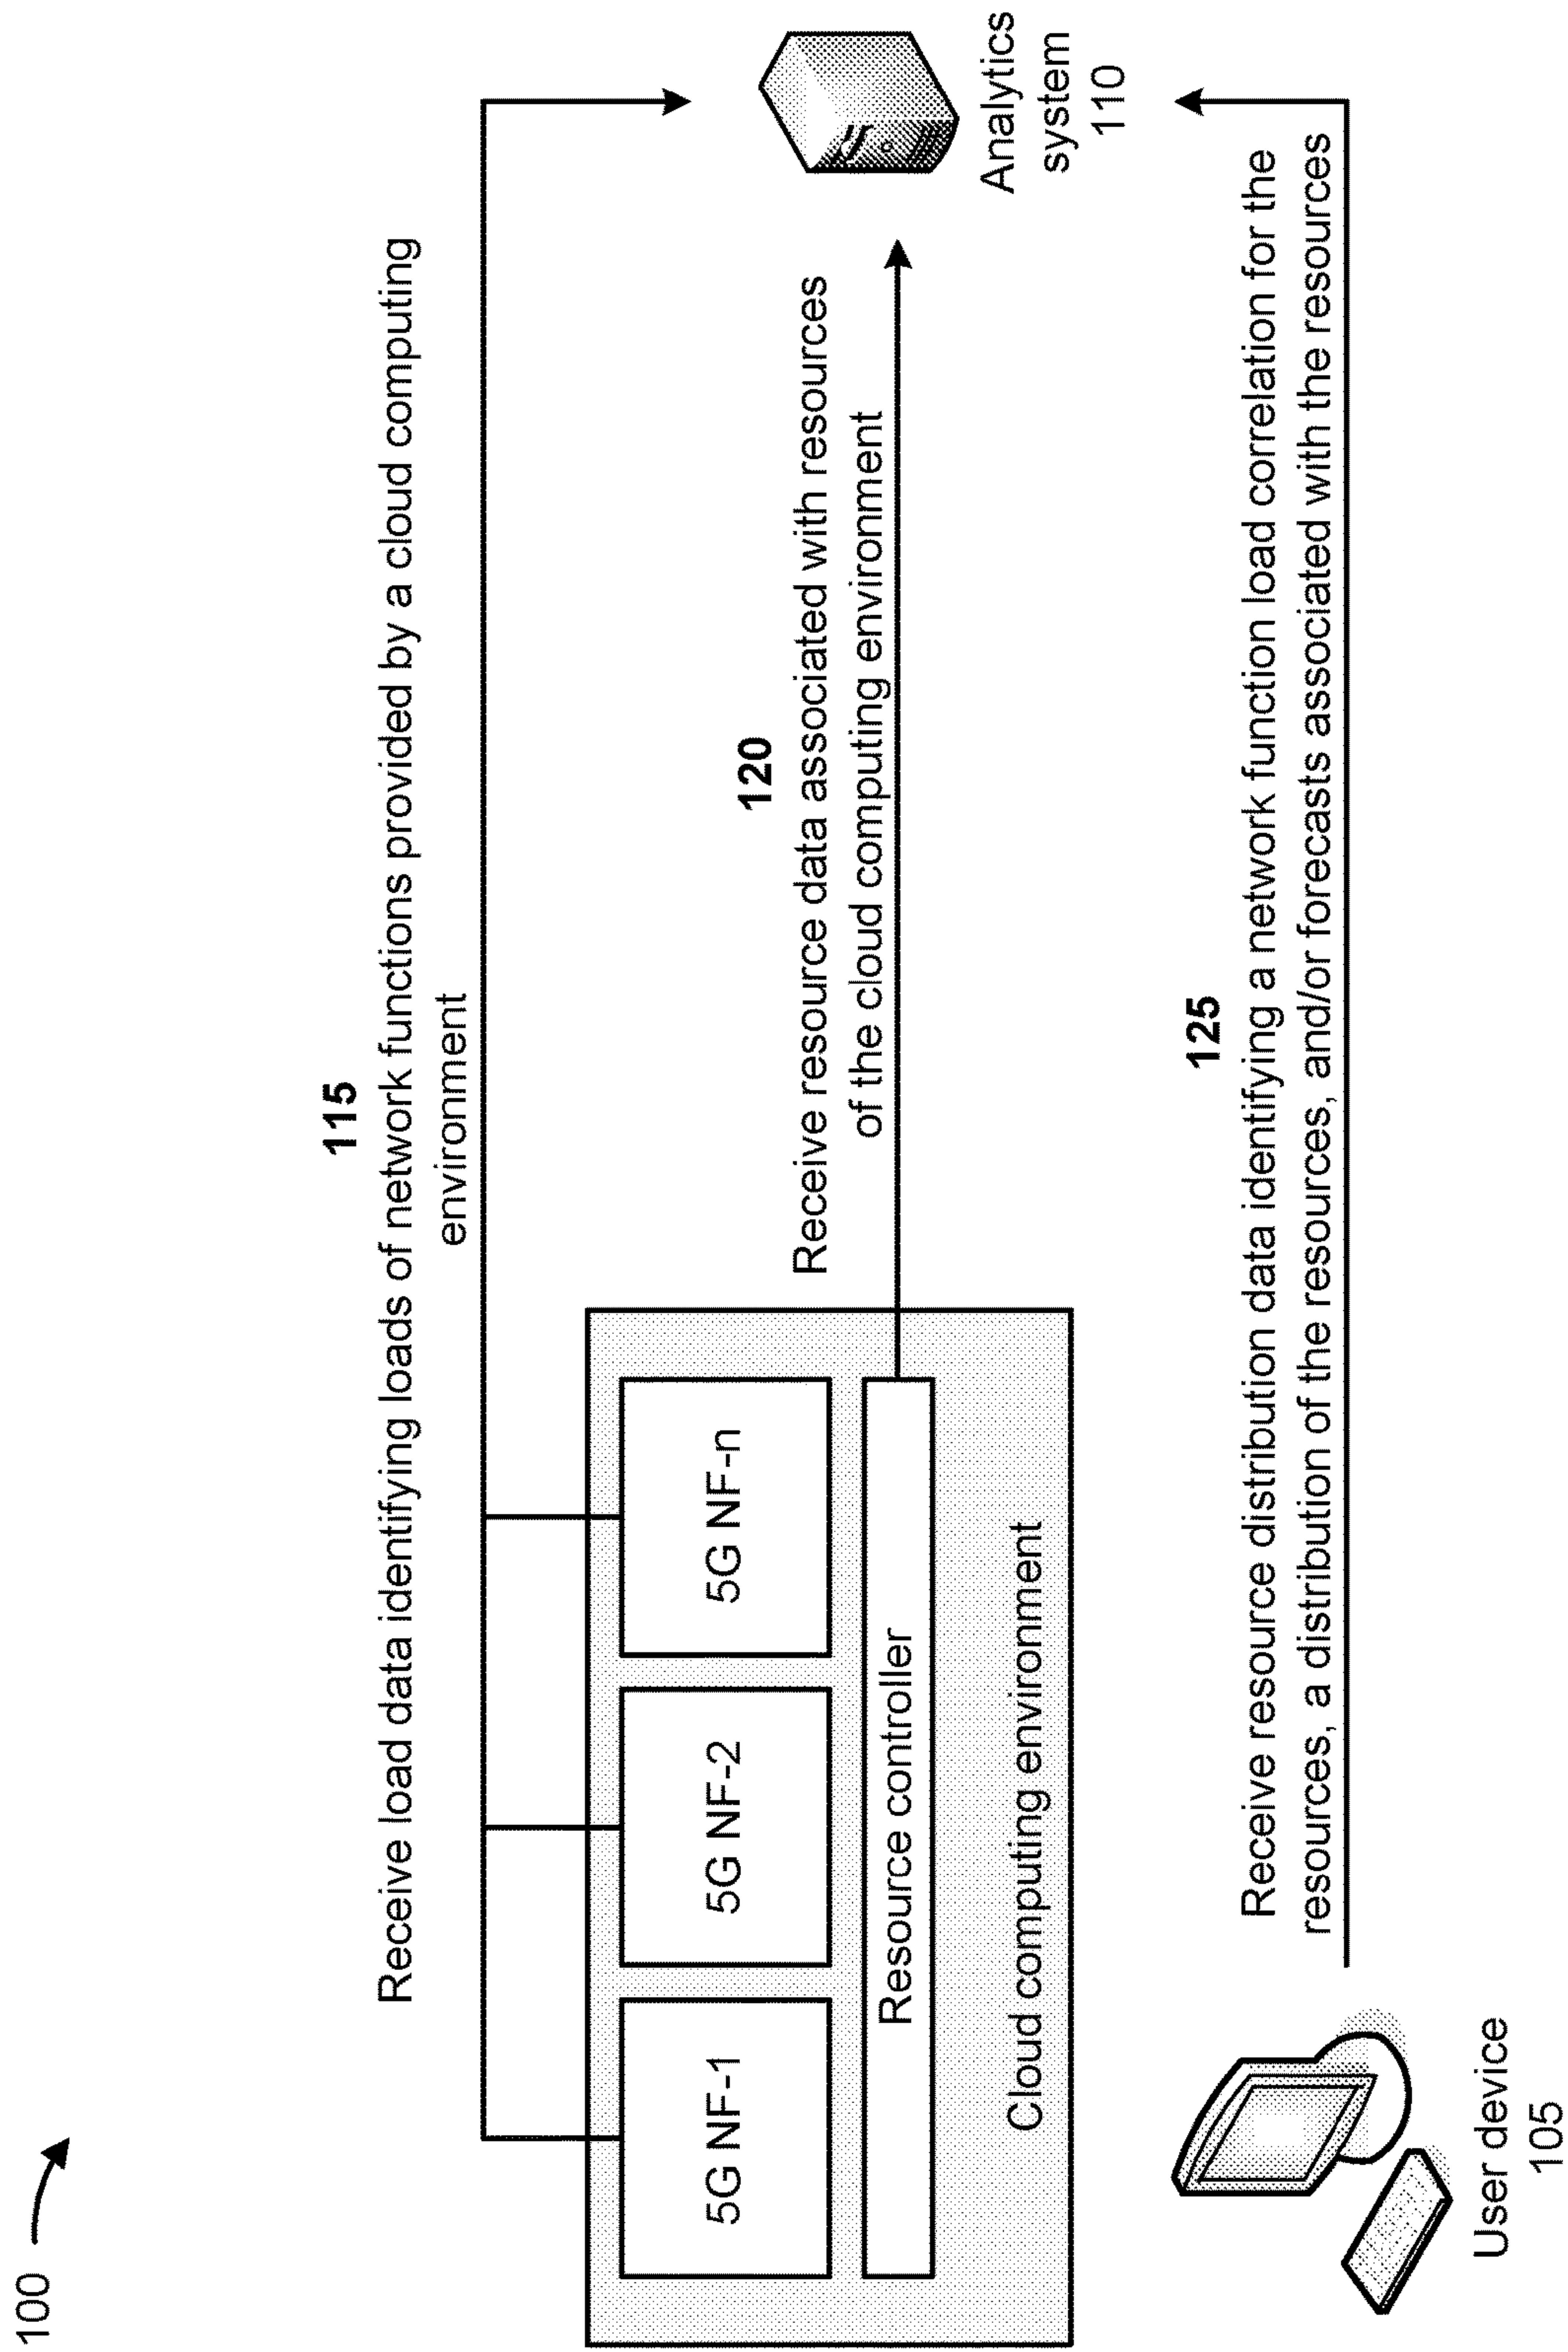 100
115
Receive load data identifying loads of network functions provided by a cloud computing
environment
5G NF-1
5G NF-2
5G NF-n
Resource controller
Cloud computing environment
120
Receive resource data associated with resources
of the cloud computing environment
Analytics
system
110
125
Receive resource distribution data identifying a network function load correlation for the
resources, a distribution of the resources, and/or forecasts associated with the resources
User device
105